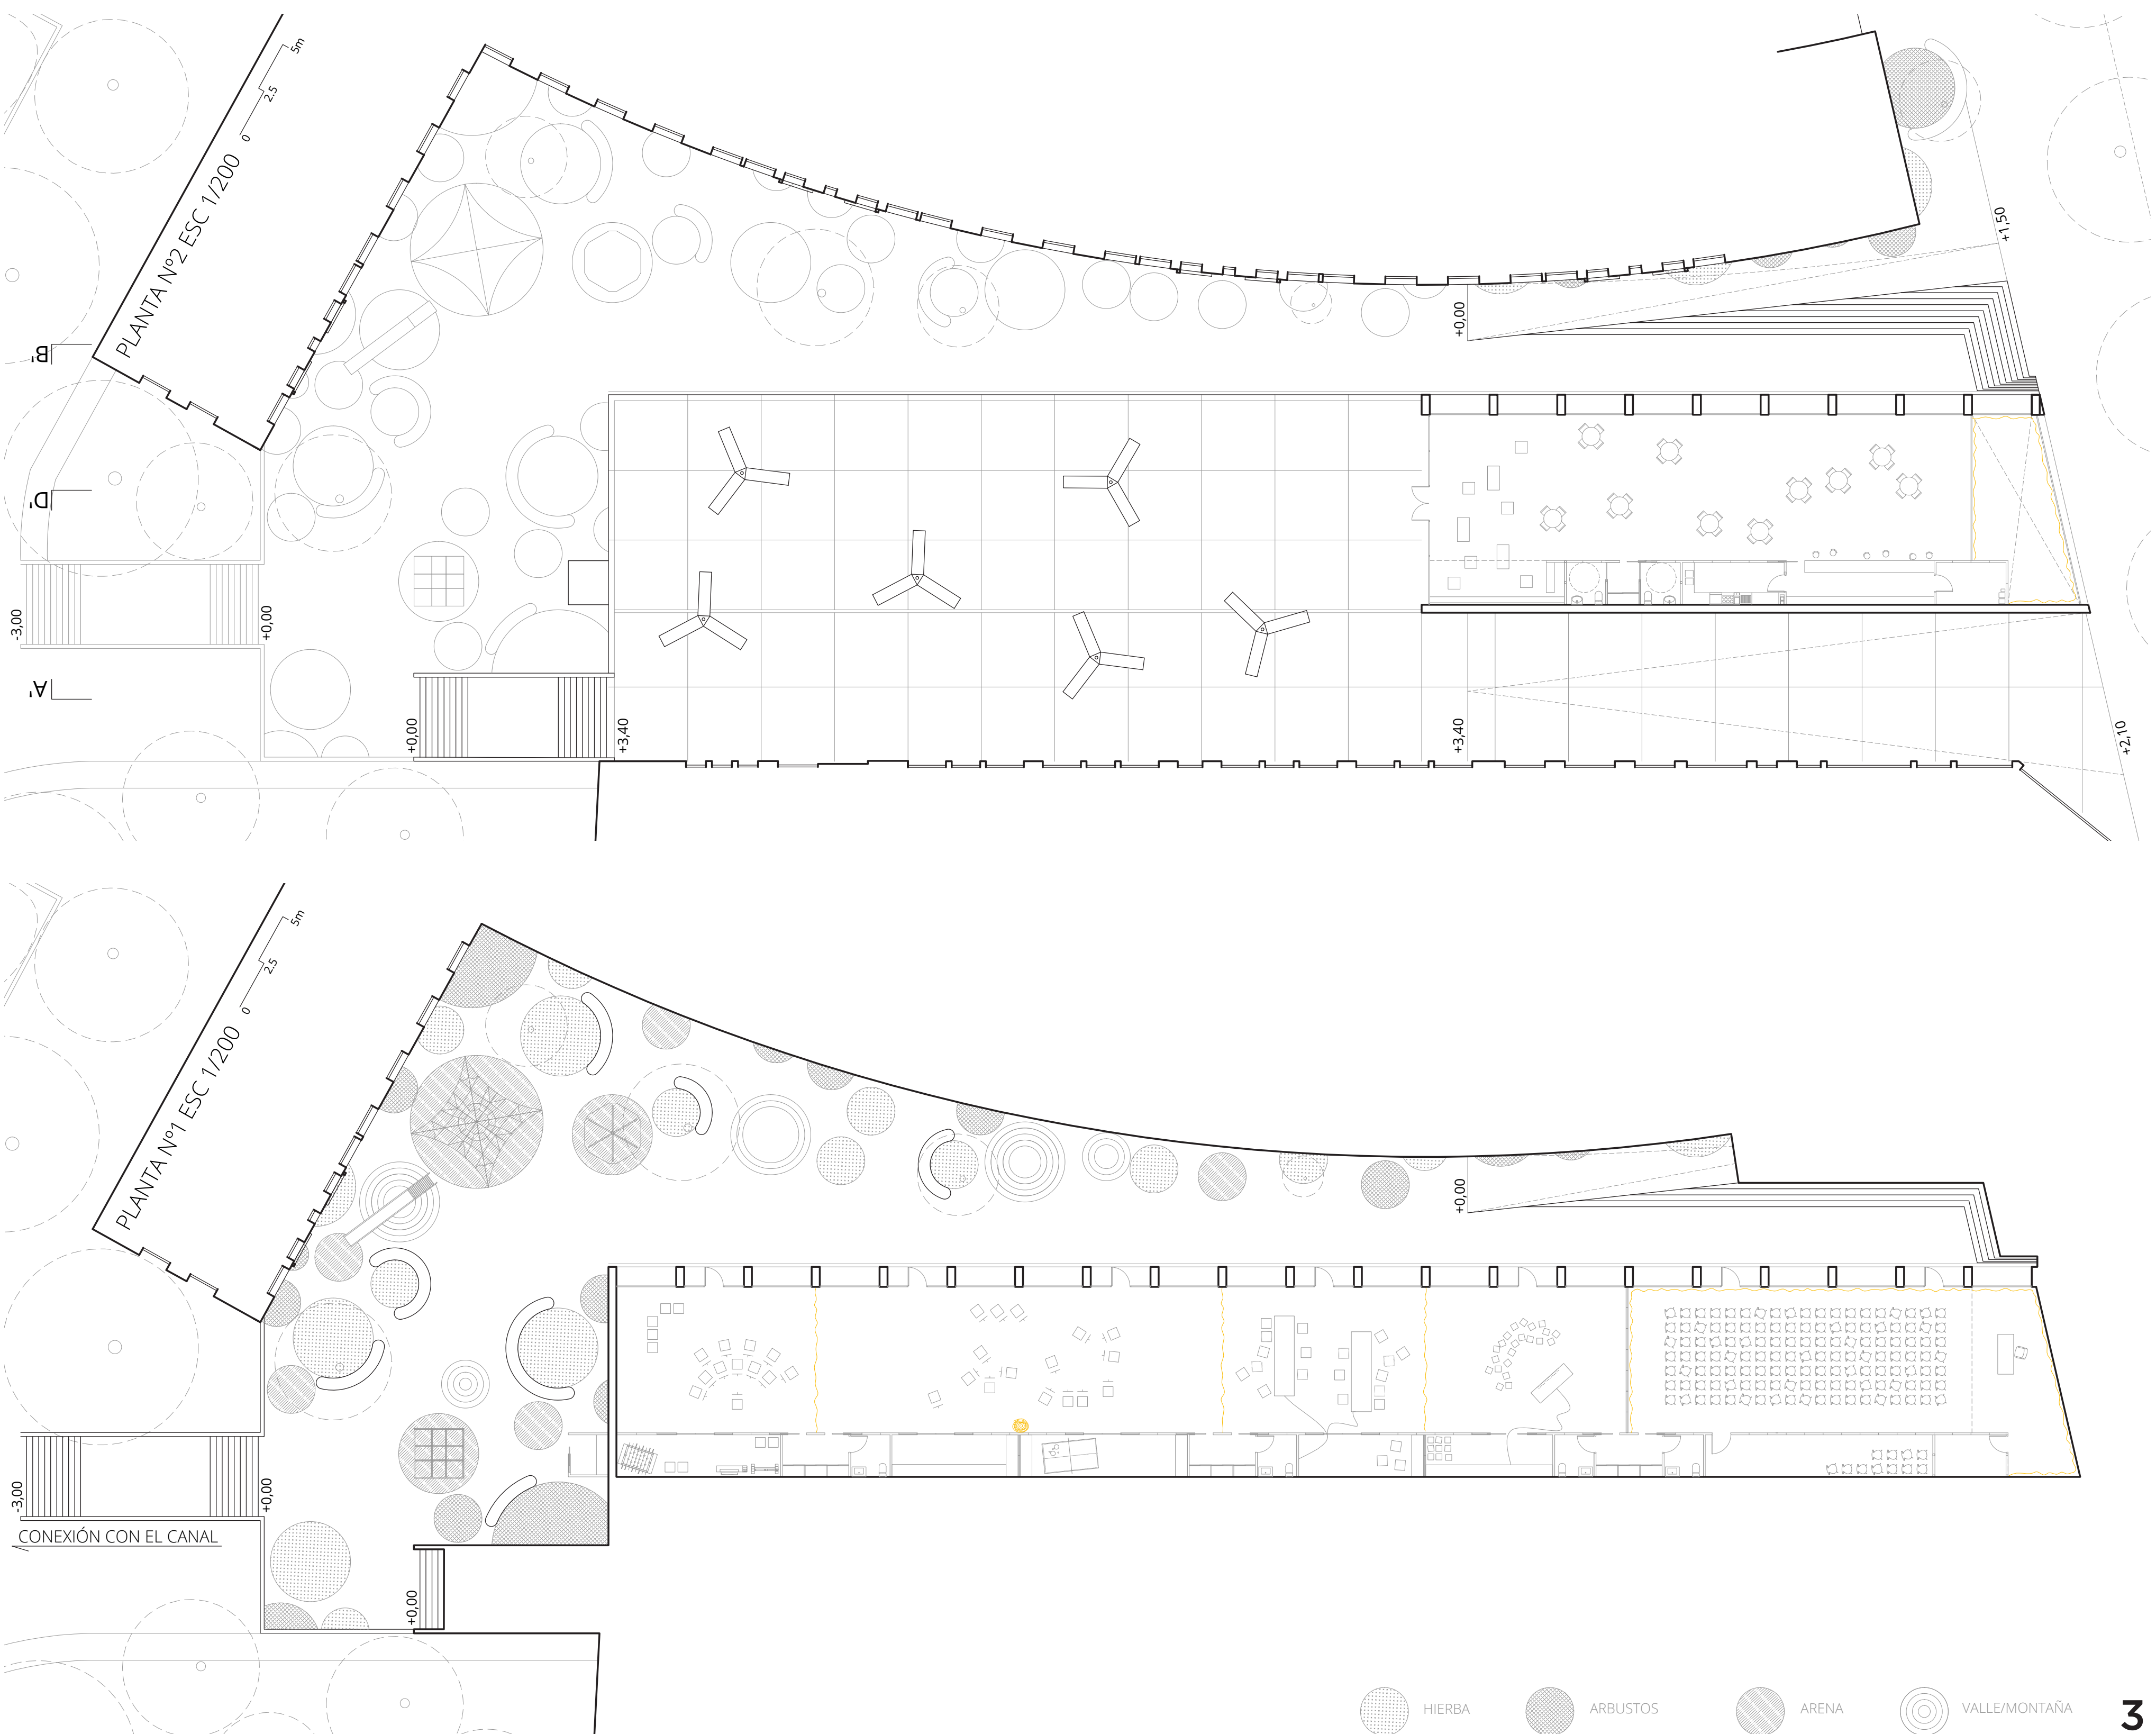 PLANTA Nº2 ESC 1/200
0
2.5
5m
+1,50
+0,00
B'
D'
-3,00
+0,00
A'
+0,00
+3,40
+3,40
+2,10
PLANTA Nº1 ESC 1/200
0
2.5
5m
+0,00
-3,00
+0,00
CONEXIÓN CON EL CANAL
+0,00
HIERBA
ARBUSTOS
ARENA
VALLE/MONTAÑA
3